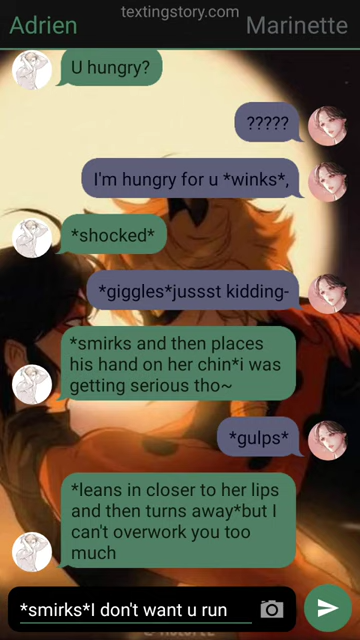 textingstory.com
Adrien
Marinette
U hungry?
?????
I'm hungry for u *winks*,
*shocked*
*giggles*jussst kidding-
*smirks and then places
his hand on her chin*i was
getting serious tho~
*gulps*
*leans in closer to her lips
and then turns away*but I
can't overwork you too
much
*smirks*I don't want u run